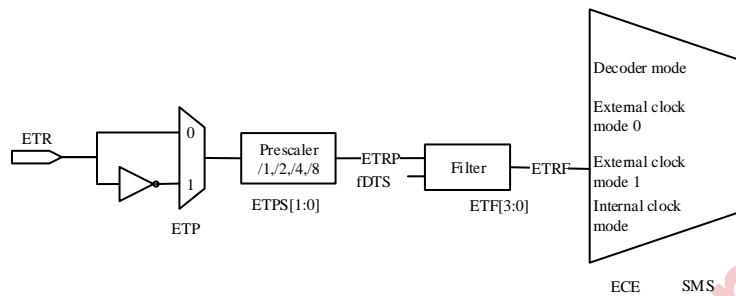 Decoder mode
External clock
mode 0
External clock
mode 1
Internal clock
mode
ETR
0
1
ETP
Prescaler
/1,/2,/4,/8
ETPS[1:0]
ETRP
fDTS
Filter
ETF[3:0]
ETRF
ECE
SMS